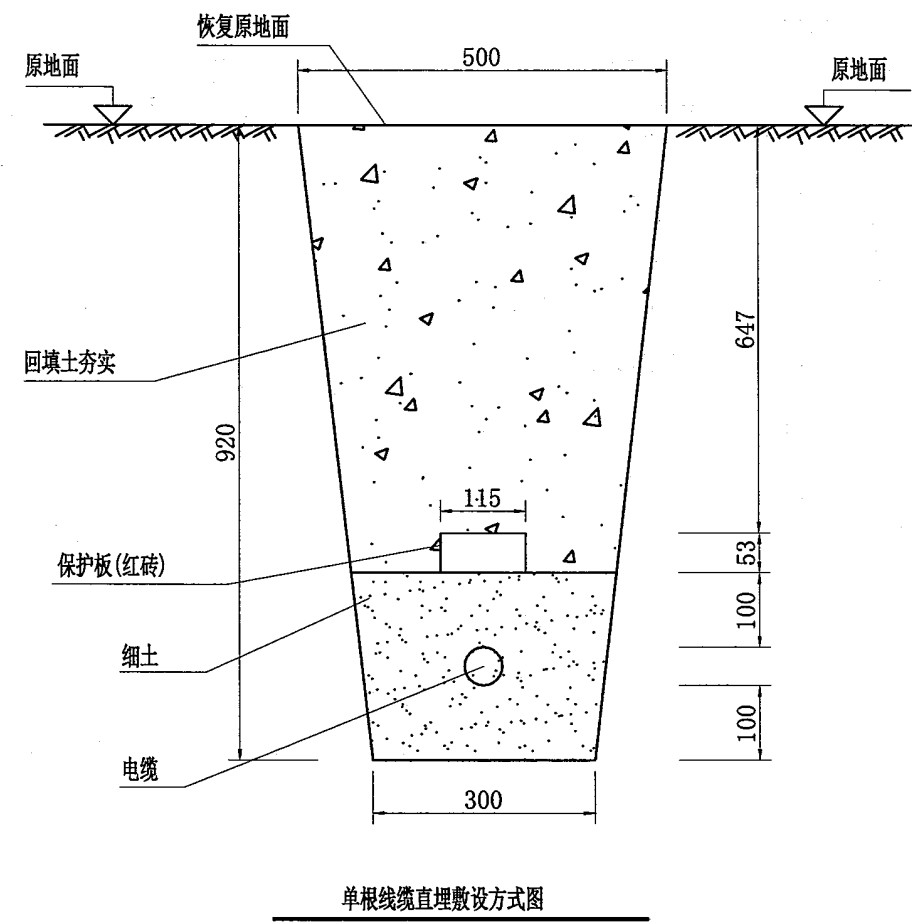 恢复原地面
500
原地面
原地面
647
回填土夯实
920
115
53
保护板(红砖)
100
细土
100
电缆
300
单根线缆直埋敷设方式图